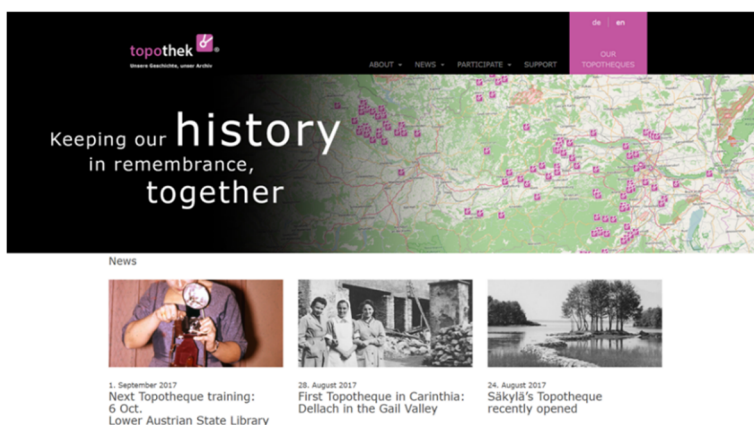 de | en
topothek
Unsere Geschichte, unser Archiv
ABOUT NEWS PARTICIPATE SUPPORT
OUR
TOPOTHEQUES
Keeping our history
in remembrance,
together
News
1. September 2017
Next Topotheque training:
6 Oct.
Lower Austrian State Library
28. August 2017
First Topotheque in Carinthia:
Dellach in the Gail Valley
24. August 2017
Säkylä's Topotheque
recently opened